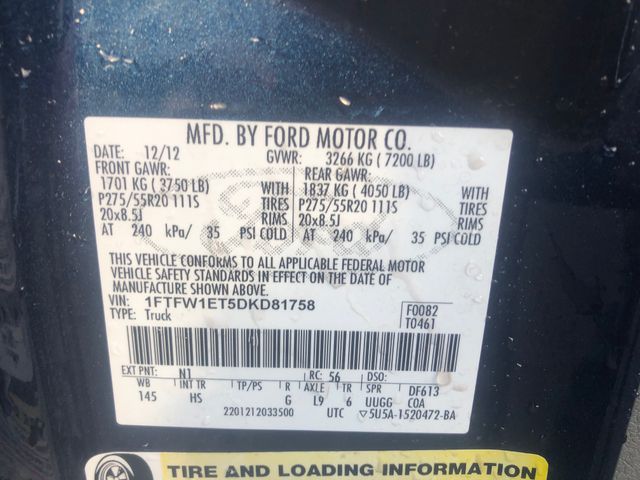 MFD. BY FORD MOTOR CO.
DATE: 12/12 GVWR: 3266 KG ( 7200 LB)
FRONT GAWR: REAR GAWR:
1701 KG ( 3750 LB) WITH 1837 KG ( 4050 LB) WITH
P275/55R20 111S TIRES P275/55R20 111S TIRES
20x8.5J RIMS 20x8.5J RIMS
AT 240 kPa/ 35 PSI COLD AT 240 kPa/ 35 PSI COLD
THIS VEHICLE CONFORMS TO ALL APPLICABLE FEDERAL MOTOR
VEHICLE SAFETY STANDARDS IN EFFECT ON THE DATE OF
MANUFACTURE SHOWN ABOVE.
VIN: 1FTFW1ET5DKD81758 F0082
TYPE: Truck T0461
EXT PNT: N1 RC: 56 DSO:
WB INT TR TP/PS R AXLE TR SPR DF613
145 HS G L9 6 UUGG COA
2201212033500 UTC ▽5U5A-1520472-BA
TIRE AND LOADING INFORMATION